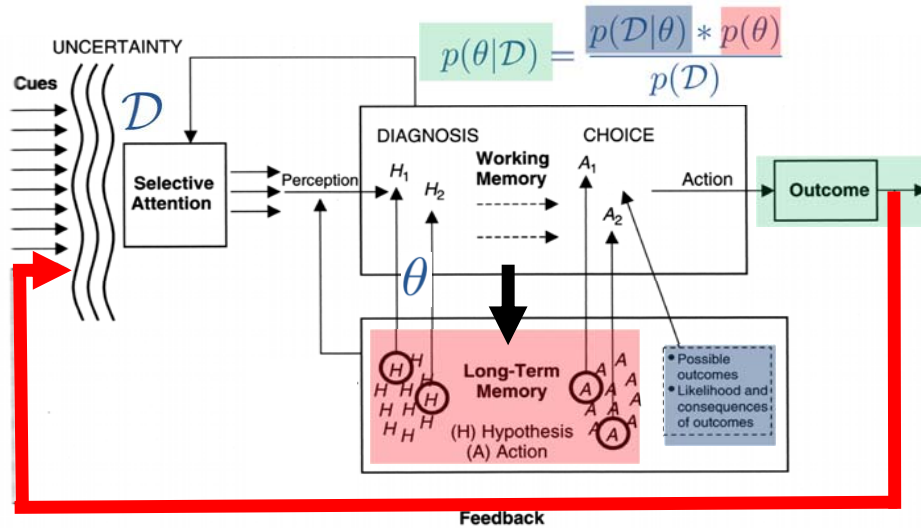 UNCERTAINTY
Cues
𝒟
p(θ|𝒟) = p(𝒟|θ) * p(θ) / p(𝒟)
Selective
Attention
Perception
DIAGNOSIS
H₁
H₂
Working
Memory
CHOICE
A₁
A₂
Action
Outcome
θ
H H H H H H H H H H H
Long-Term
Memory
(H) Hypothesis
(A) Action
A A A A A A A A A A A A
• Possible
outcomes
• Likelihood and
consequences
of outcomes
Feedback